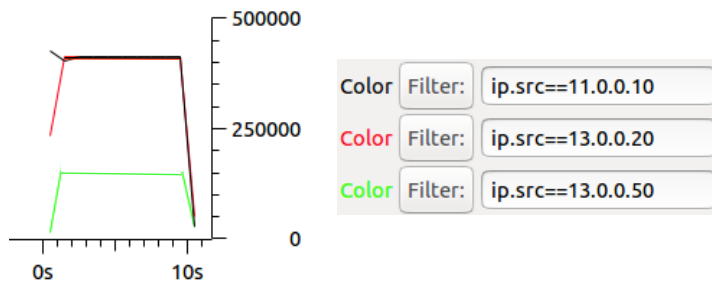 500000
250000
0
0s
10s
Color Filter: ip.src==11.0.0.10
Color Filter: ip.src==13.0.0.20
Color Filter: ip.src==13.0.0.50